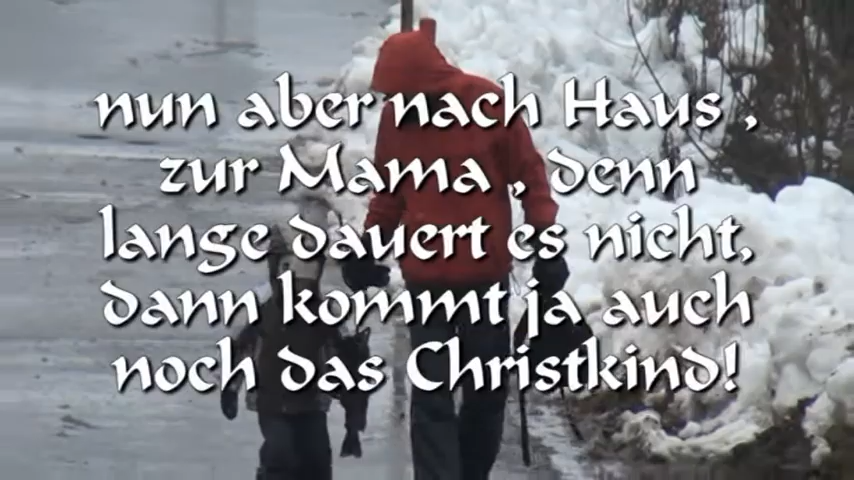 nun aber nach Haus ,
zur Mama , denn
lange dauert es nicht,
dann kommt ja auch
noch das Christkind!